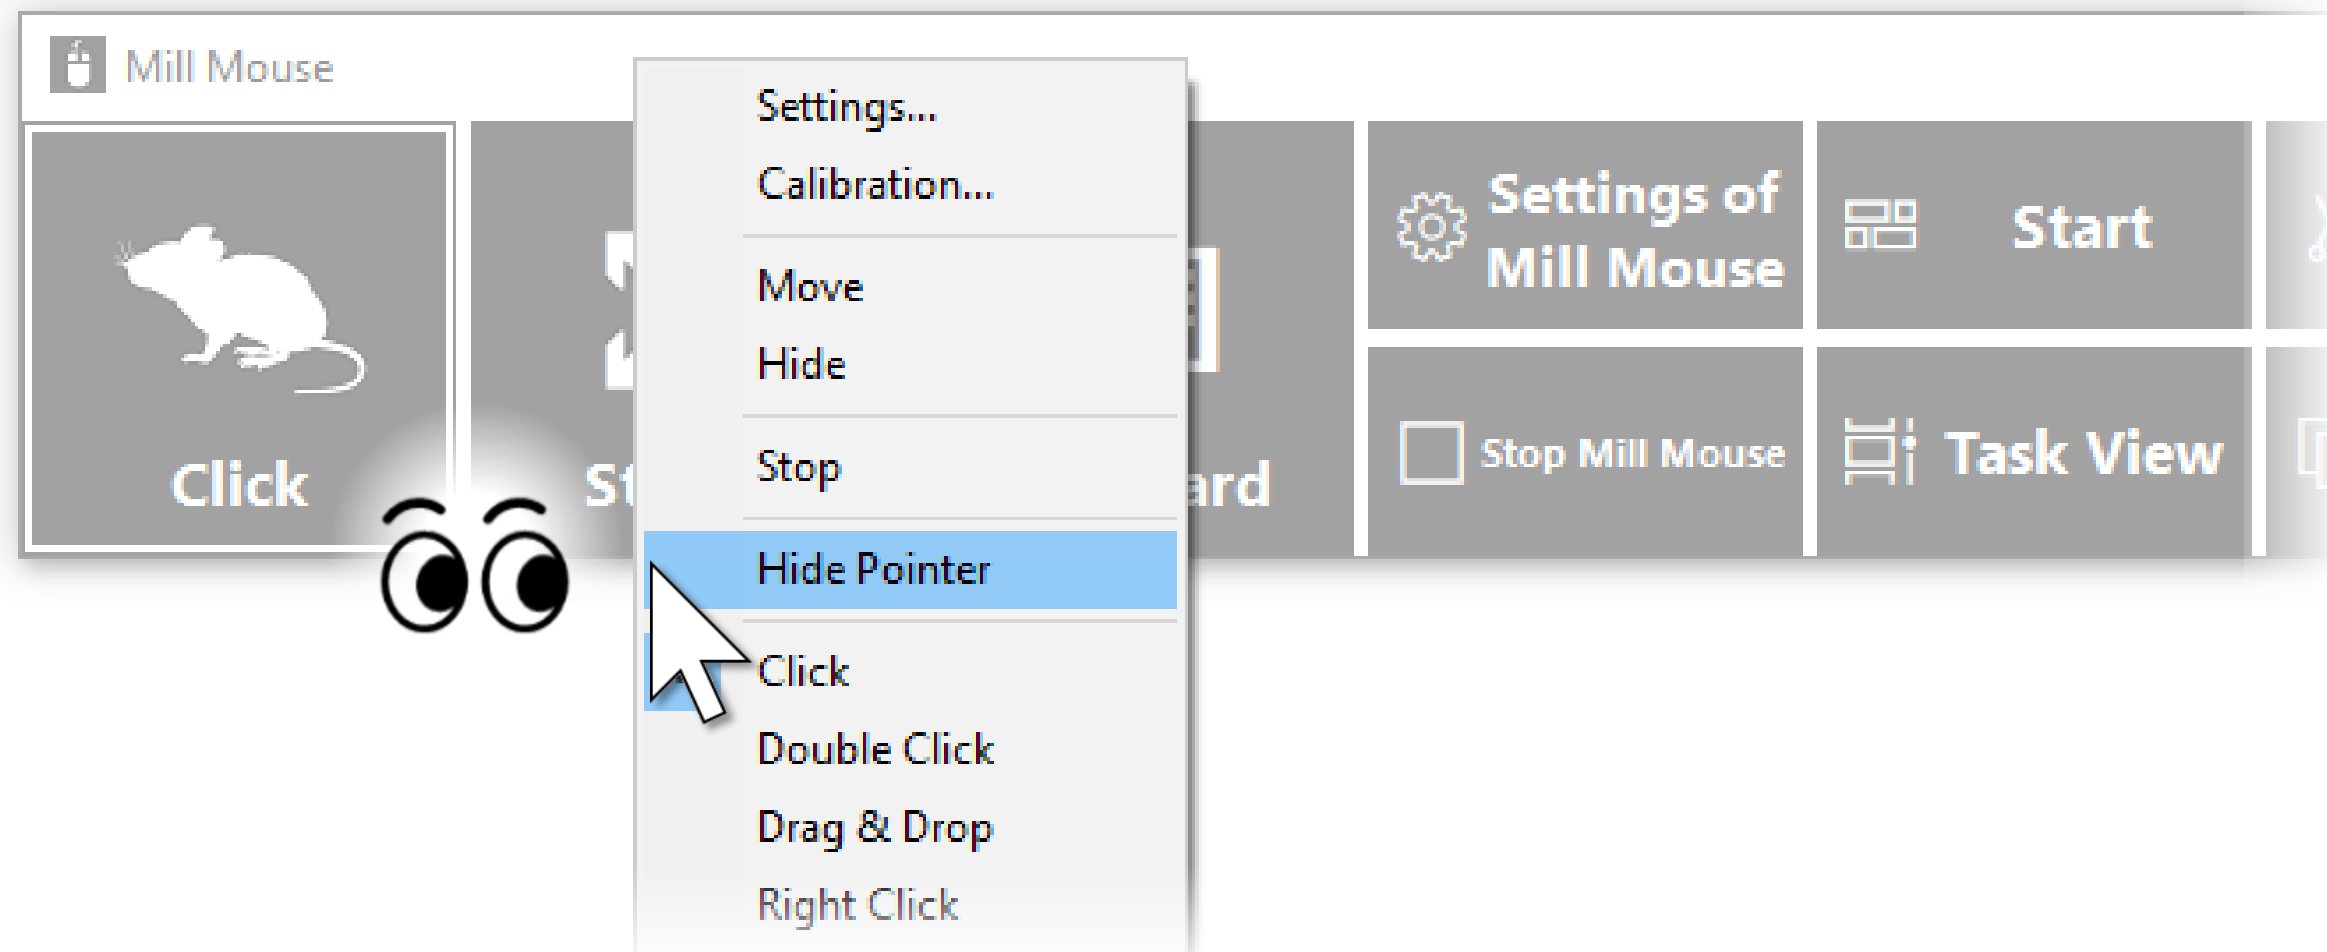 Mill Mouse
Settings...
Calibration...
Move
Hide
Stop
Hide Pointer
Click
Double Click
Drag & Drop
Right Click
Click
Settings of
Mill Mouse
Start
Stop Mill Mouse
Task View